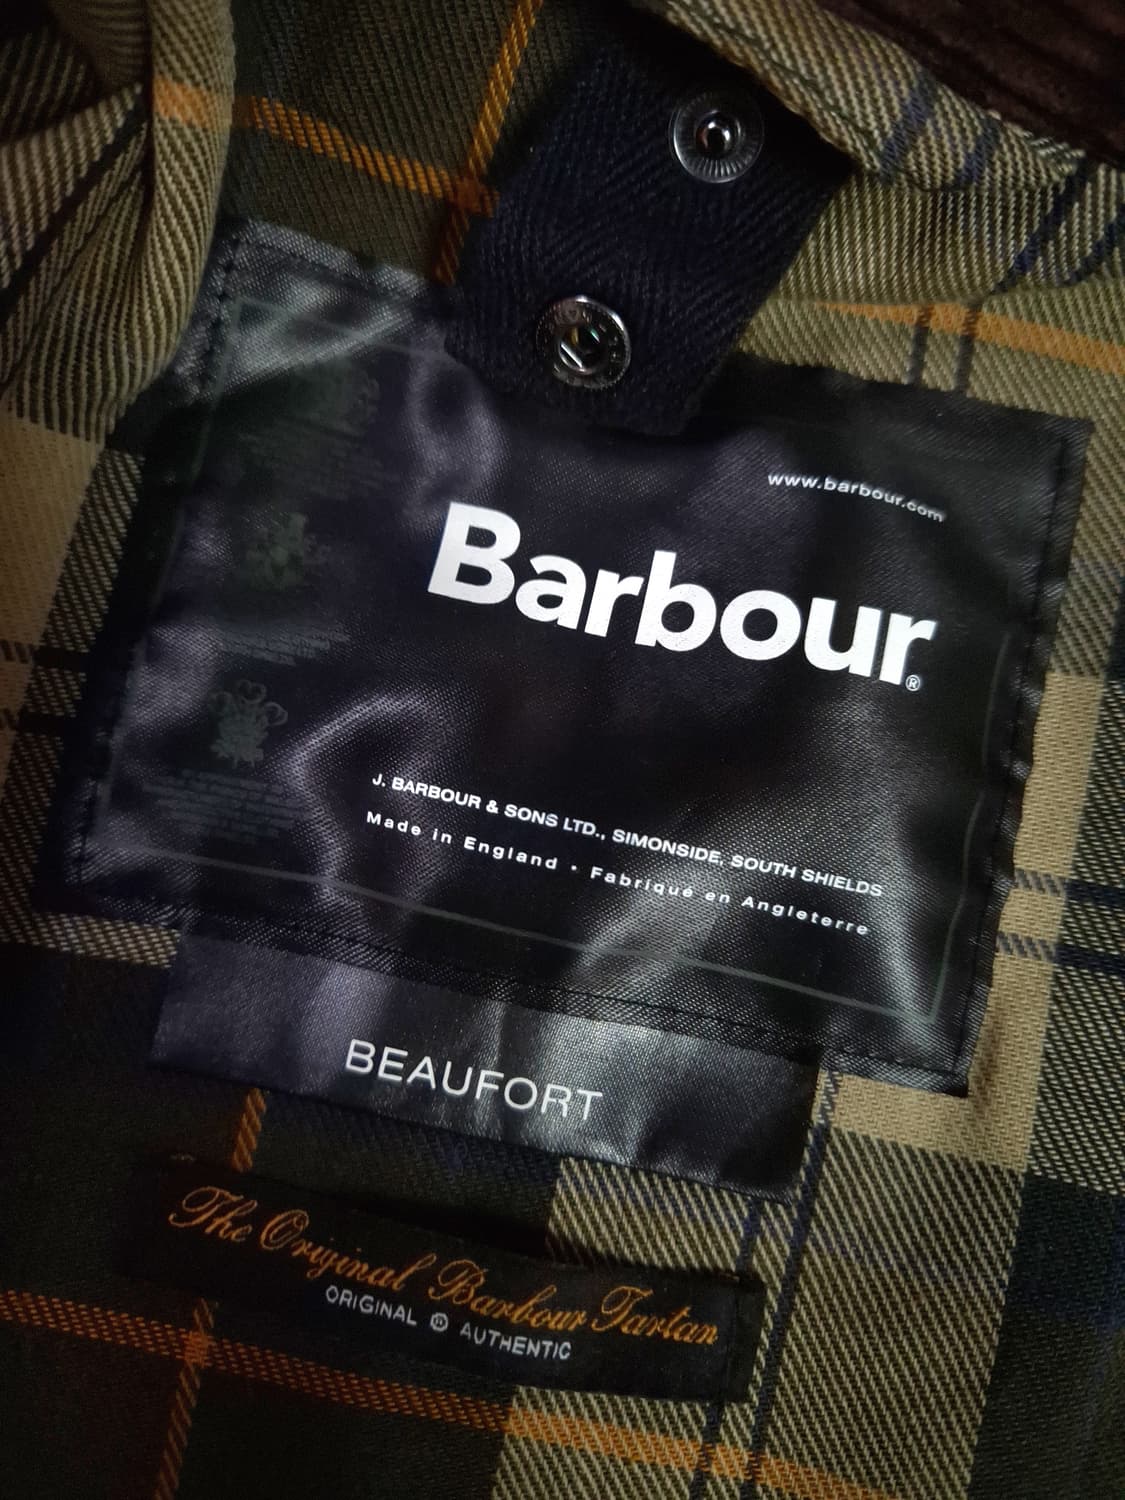 www.barbour.com
Barbour®
J. BARBOUR & SONS LTD., SIMONSIDE, SOUTH SHIELDS
Made in England • Fabriqué en Angleterre
BEAUFORT
The Original Barbour Tartan
ORIGINAL ® AUTHENTIC